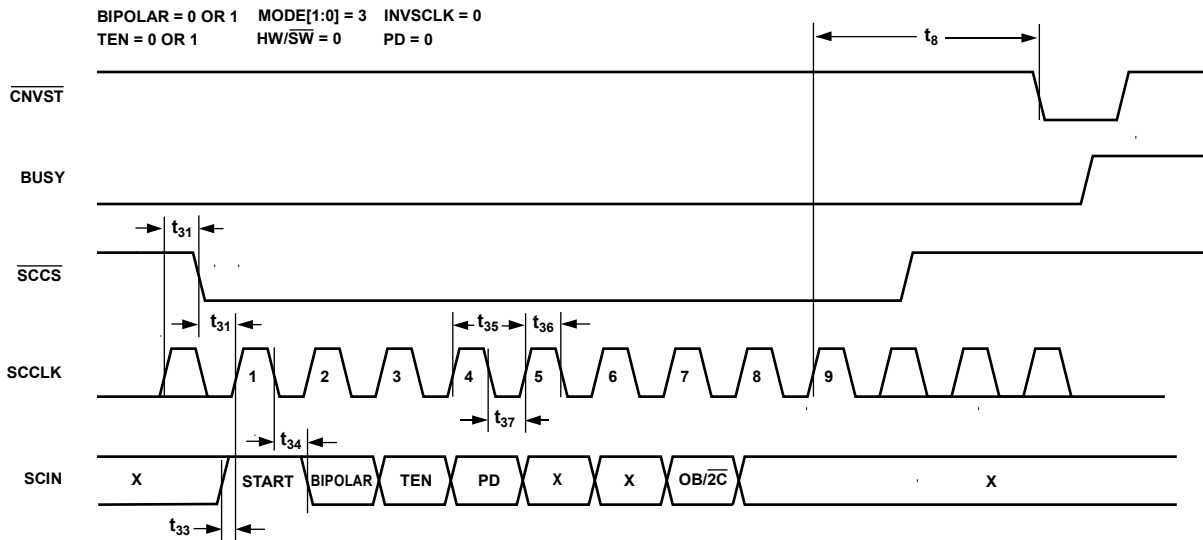 BIPOLAR = 0 OR 1 MODE[1:0] = 3 INVSCLK = 0
TEN = 0 OR 1 HW/SW = 0 PD = 0
t8
CNVST
BUSY
t31
SCCS
t31 t35 t36
SCCLK 1 2 3 4 5 6 7 8 9
t37
t34
SCIN X START BIPOLAR TEN PD X X OB/2C X
t33